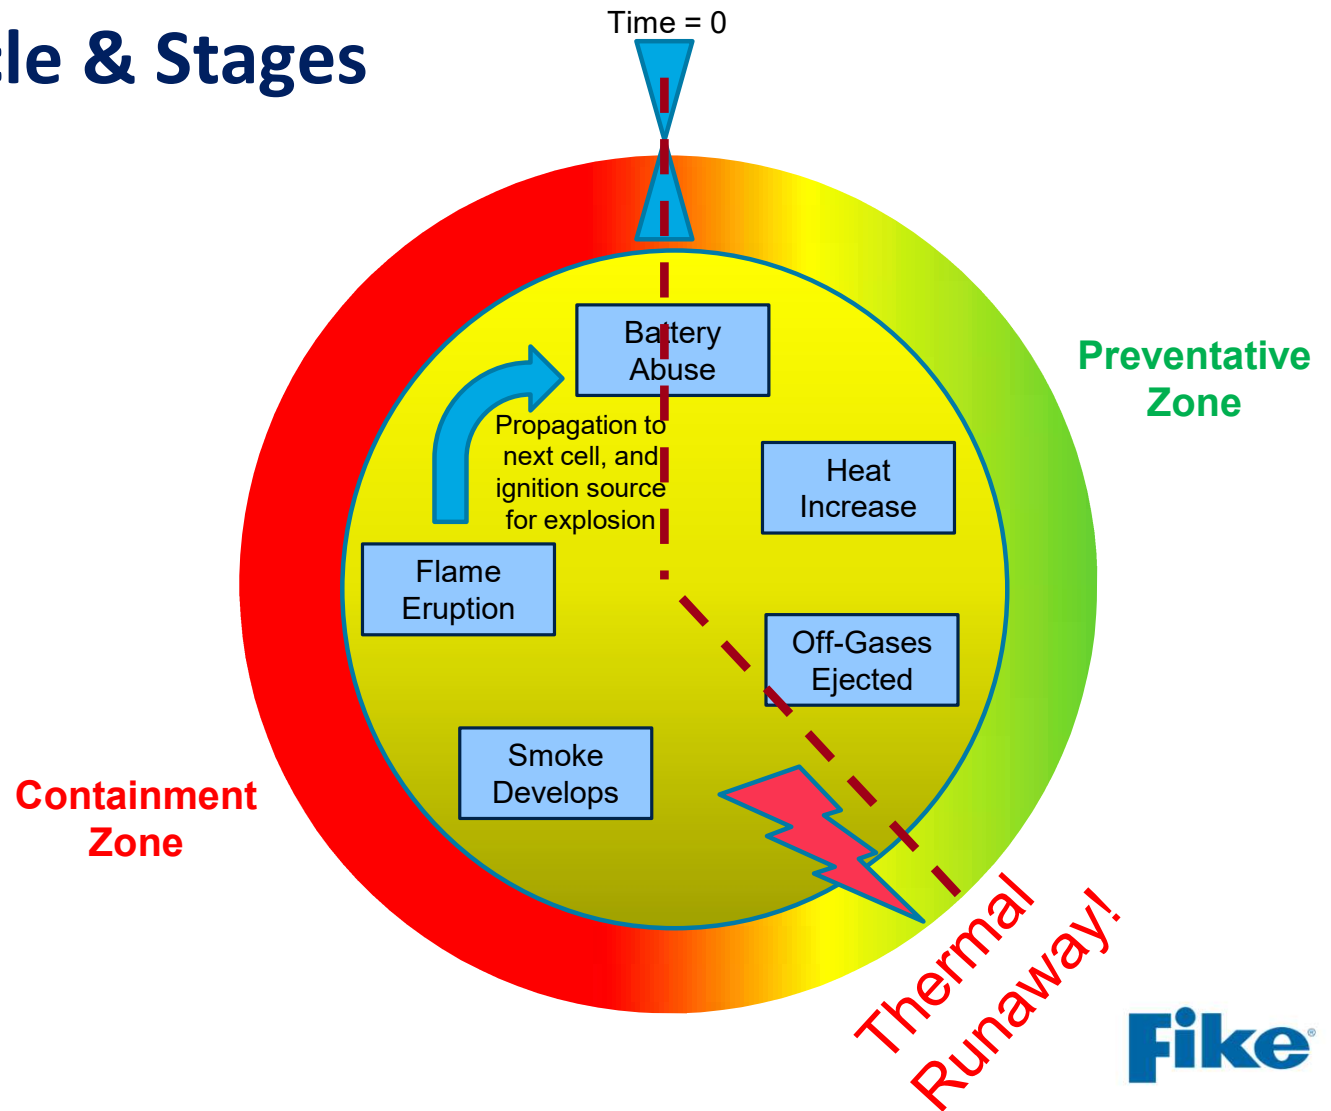 Time = 0
le & Stages
Battery
Abuse
Preventative
Zone
Propagation to
next cell, and
ignition source
for explosion
Heat
Increase
Flame
Eruption
Off-Gases
Ejected
Smoke
Develops
Containment
Zone
Thermal
Runaway!
Fike®